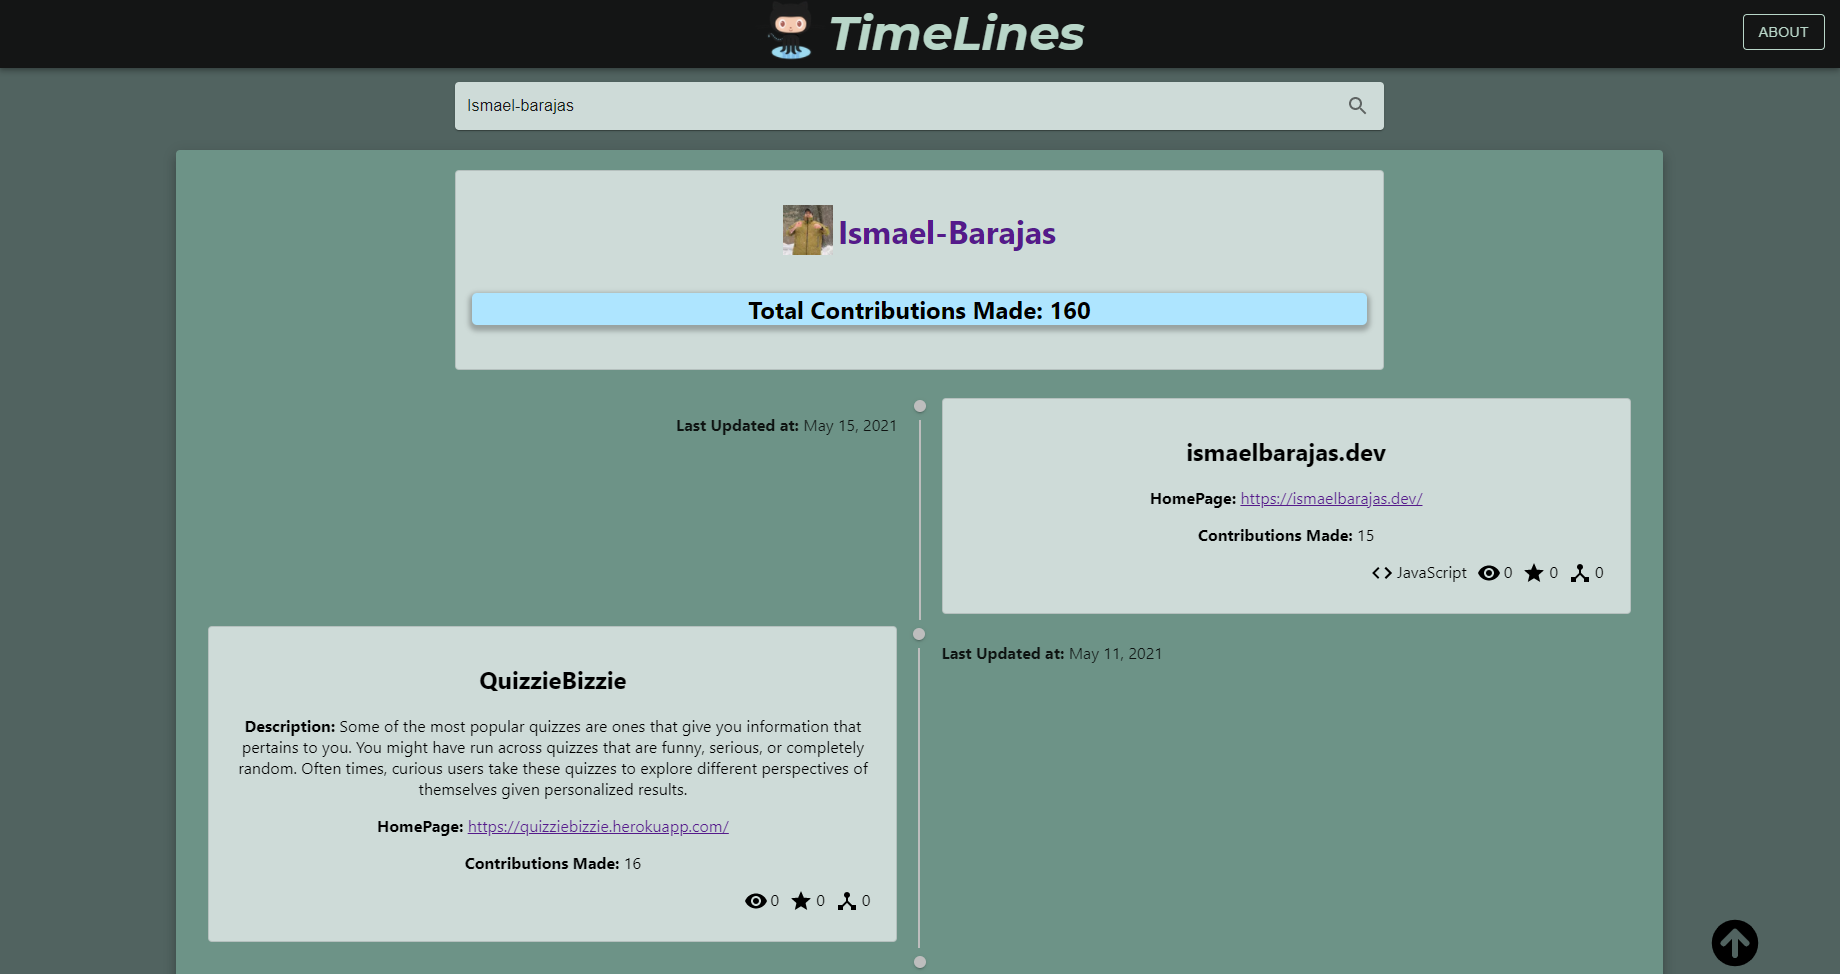 TimeLines
ABOUT
Ismael-barajas
Ismael-Barajas
Total Contributions Made: 160
Last Updated at: May 15, 2021
ismaelbarajas.dev
HomePage: https://ismaelbarajas.dev/
Contributions Made: 15
JavaScript 0 0 0
QuizzieBizzie
Last Updated at: May 11, 2021
Description: Some of the most popular quizzes are ones that give you information that
pertains to you. You might have run across quizzes that are funny, serious, or completely
random. Often times, curious users take these quizzes to explore different perspectives of
themselves given personalized results.
HomePage: https://quizziebizzie.herokuapp.com/
Contributions Made: 16
0 0 0